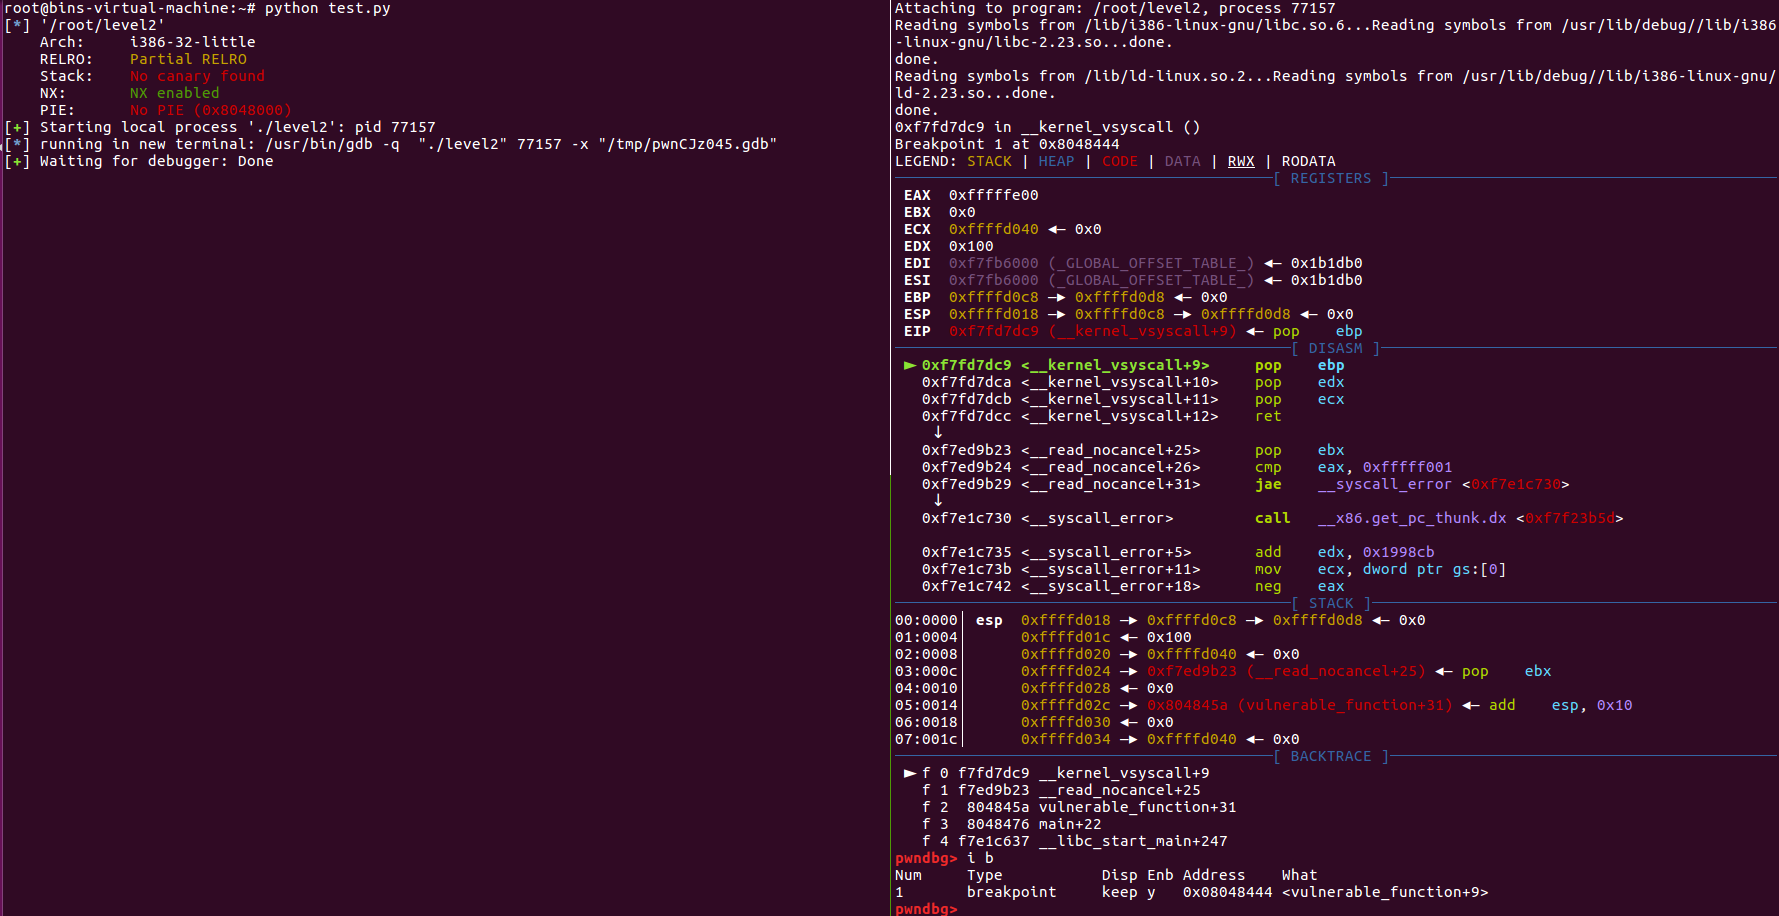 root@bins-virtual-machine:~# python test.py
[*] '/root/level2'
    Arch:     i386-32-little
    RELRO:    Partial RELRO
    Stack:    No canary found
    NX:       NX enabled
    PIE:      No PIE (0x8048000)
[+] Starting local process './level2': pid 77157
[*] running in new terminal: /usr/bin/gdb -q  "./level2" 77157 -x "/tmp/pwnCJz045.gdb"
[+] Waiting for debugger: Done
Attaching to program: /root/level2, process 77157
Reading symbols from /lib/i386-linux-gnu/libc.so.6...Reading symbols from /usr/lib/debug//lib/i386
-linux-gnu/libc-2.23.so...done.
done.
Reading symbols from /lib/ld-linux.so.2...Reading symbols from /usr/lib/debug//lib/i386-linux-gnu/
ld-2.23.so...done.
done.
0xf7fd7dc9 in __kernel_vsyscall ()
Breakpoint 1 at 0x8048444
LEGEND: STACK | HEAP | CODE | DATA | RWX | RODATA
[ REGISTERS ]
EAX  0xfffffe00
EBX  0x0
ECX  0xffffd040 ◂— 0x0
EDX  0x100
EDI  0xf7fb6000 (_GLOBAL_OFFSET_TABLE_) ◂— 0x1b1db0
ESI  0xf7fb6000 (_GLOBAL_OFFSET_TABLE_) ◂— 0x1b1db0
EBP  0xffffd0c8 —▸ 0xffffd0d8 ◂— 0x0
ESP  0xffffd018 —▸ 0xffffd0c8 —▸ 0xffffd0d8 ◂— 0x0
EIP  0xf7fd7dc9 (__kernel_vsyscall+9) ◂— pop    ebp
[ DISASM ]
► 0xf7fd7dc9 <__kernel_vsyscall+9>     pop    ebp
  0xf7fd7dca <__kernel_vsyscall+10>    pop    edx
  0xf7fd7dcb <__kernel_vsyscall+11>    pop    ecx
  0xf7fd7dcc <__kernel_vsyscall+12>    ret
↓
  0xf7ed9b23 <__read_nocancel+25>      pop    ebx
  0xf7ed9b24 <__read_nocancel+26>      cmp    eax, 0xfffff001
  0xf7ed9b29 <__read_nocancel+31>      jae    __syscall_error <0xf7e1c730>
↓
  0xf7e1c730 <__syscall_error>         call   __x86.get_pc_thunk.dx <0xf7f23b5d>
  0xf7e1c735 <__syscall_error+5>       add    edx, 0x1998cb
  0xf7e1c73b <__syscall_error+11>      mov    ecx, dword ptr gs:[0]
  0xf7e1c742 <__syscall_error+18>      neg    eax
[ STACK ]
00:0000│ esp  0xffffd018 —▸ 0xffffd0c8 —▸ 0xffffd0d8 ◂— 0x0
01:0004│      0xffffd01c ◂— 0x100
02:0008│      0xffffd020 —▸ 0xffffd040 ◂— 0x0
03:000c│      0xffffd024 —▸ 0xf7ed9b23 (__read_nocancel+25) ◂— pop    ebx
04:0010│      0xffffd028 ◂— 0x0
05:0014│      0xffffd02c —▸ 0x804845a (vulnerable_function+31) ◂— add    esp, 0x10
06:0018│      0xffffd030 ◂— 0x0
07:001c│      0xffffd034 —▸ 0xffffd040 ◂— 0x0
[ BACKTRACE ]
► f 0 f7fd7dc9 __kernel_vsyscall+9
  f 1 f7ed9b23 __read_nocancel+25
  f 2  804845a vulnerable_function+31
  f 3  8048476 main+22
  f 4 f7e1c637 __libc_start_main+247
pwndbg> i b
Num     Type           Disp Enb Address    What
1       breakpoint     keep y   0x08048444 <vulnerable_function+9>
pwndbg>